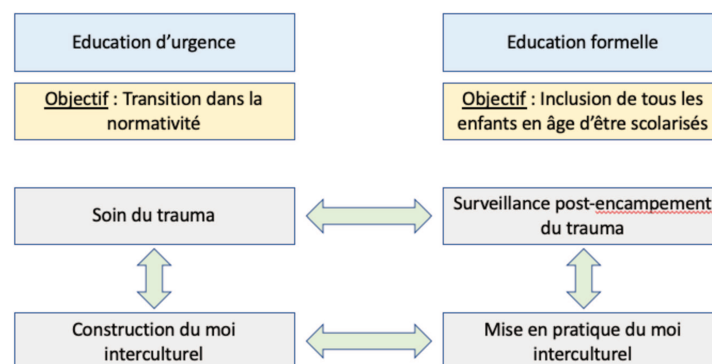 Education d’urgence
Education formelle
Objectif : Transition dans la
normativité
Objectif : Inclusion de tous les
enfants en âge d’être scolarisés
Soin du trauma
Surveillance post-encampement
du trauma
Construction du moi
interculturel
Mise en pratique du moi
interculturel